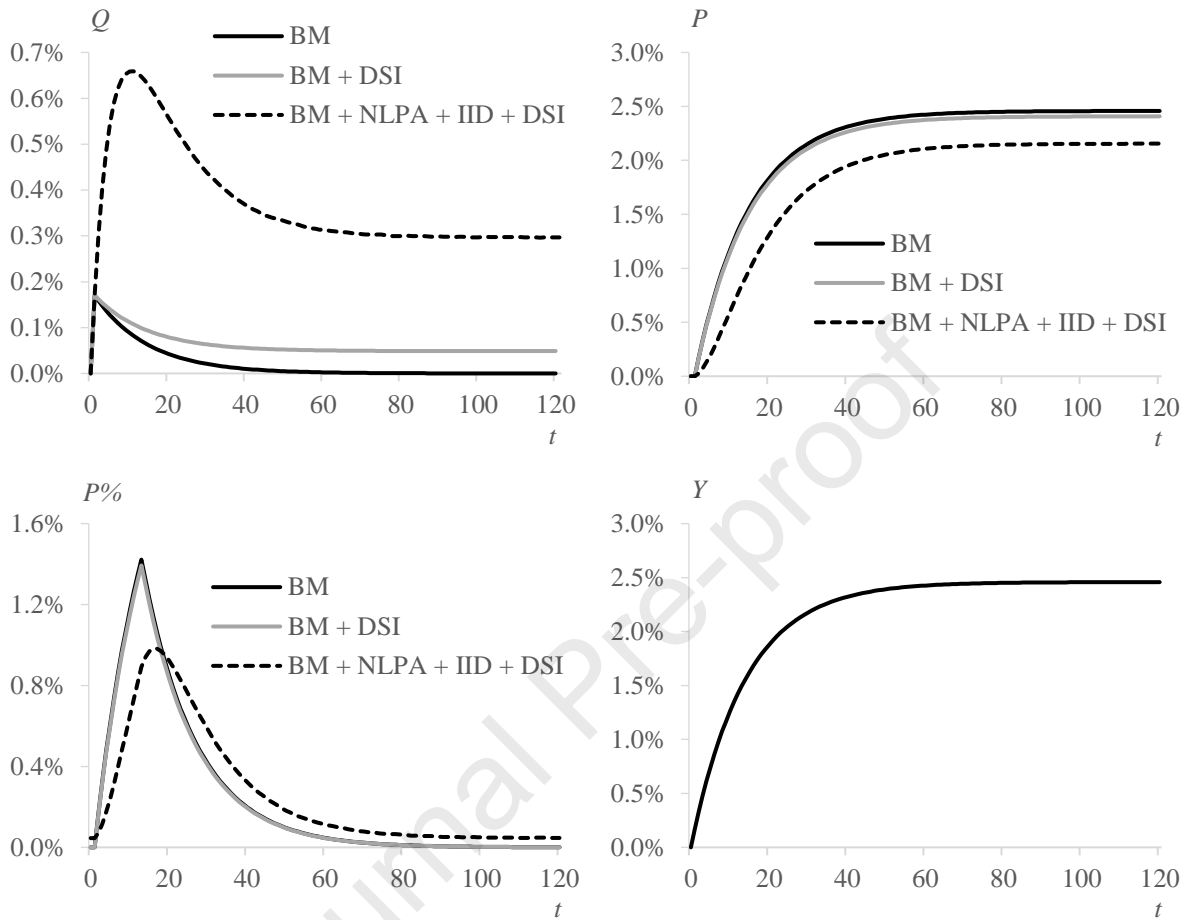 Q
BM
BM + DSI
BM + NLPA + IID + DSI
0.7%
0.6%
0.5%
0.4%
0.3%
0.2%
0.1%
0.0%
0 20 40 60 80 100 120
t
P
3.0%
2.5%
2.0%
1.5%
1.0%
0.5%
0.0%
BM
BM + DSI
BM + NLPA + IID + DSI
0 20 40 60 80 100 120
t
P%
1.6%
1.2%
0.8%
0.4%
0.0%
BM
BM + DSI
BM + NLPA + IID + DSI
0 20 40 60 80 100 120
t
Y
3.0%
2.5%
2.0%
1.5%
1.0%
0.5%
0.0%
0 20 40 60 80 100 120
t
urnal Pre-proof